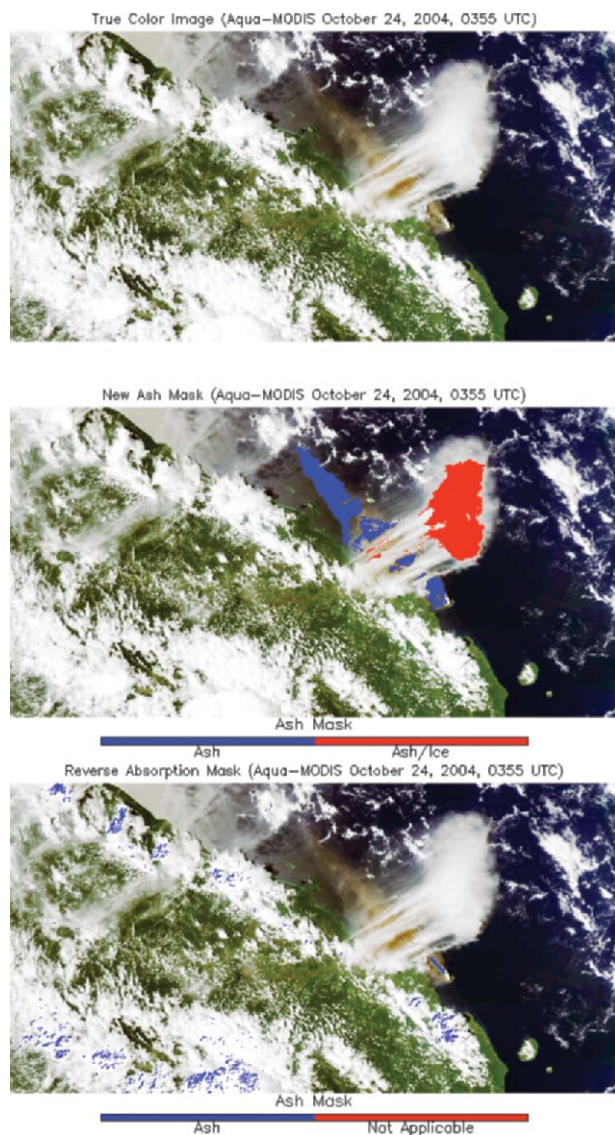 True Color Image (Aqua-MODIS October 24, 2004, 0355 UTC)
New Ash Mask (Aqua-MODIS October 24, 2004, 0355 UTC)
Ash Mask
Ash Ash/Ice
Reverse Absorption Mask (Aqua-MODIS October 24, 2004, 0355 UTC)
Ash Mask
Ash Not Applicable